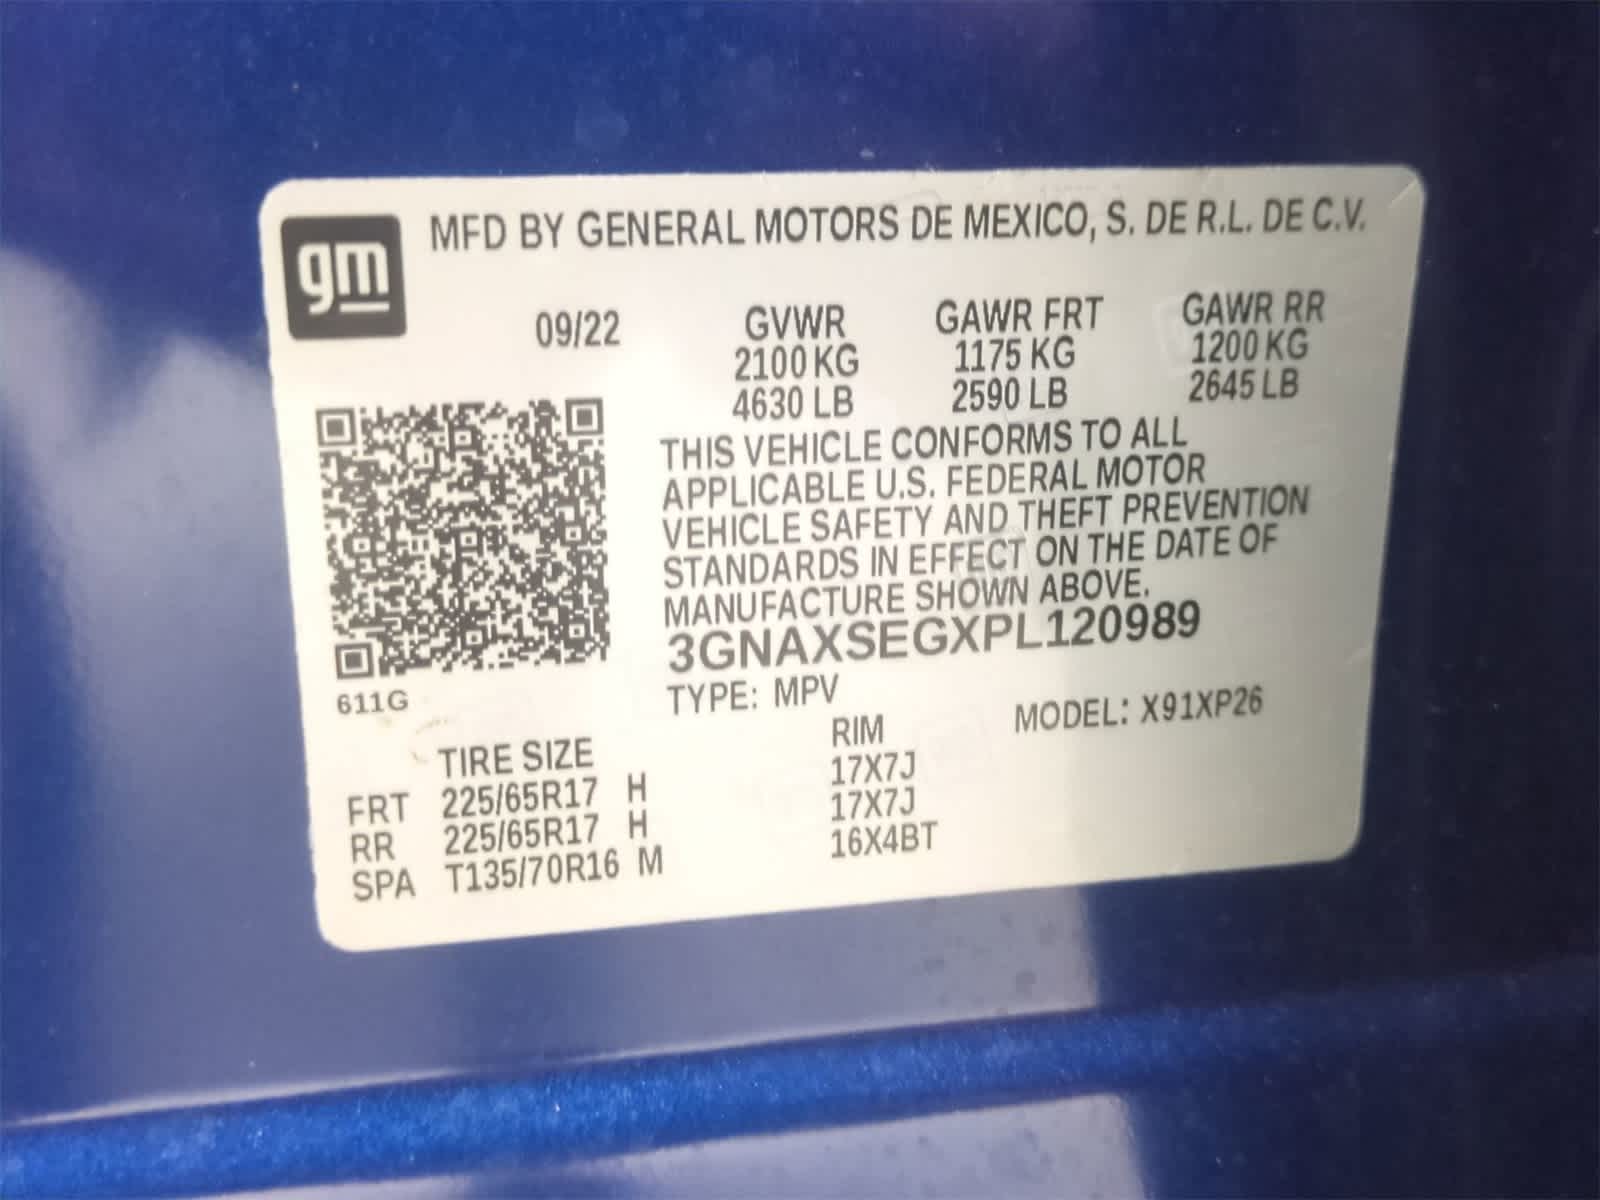 gm
MFD BY GENERAL MOTORS DE MEXICO, S. DE R.L. DE C.V.
09/22 GVWR GAWR FRT GAWR RR
2100 KG 1175 KG 1200 KG
4630 LB 2590 LB 2645 LB
THIS VEHICLE CONFORMS TO ALL
APPLICABLE U.S. FEDERAL MOTOR
VEHICLE SAFETY AND THEFT PREVENTION
STANDARDS IN EFFECT ON THE DATE OF
MANUFACTURE SHOWN ABOVE.
3GNAXSEGXPL120989
611G
TYPE: MPV MODEL: X91XP26
TIRE SIZE RIM
FRT 225/65R17 H 17X7J
RR 225/65R17 H 17X7J
SPA T135/70R16 M 16X4BT